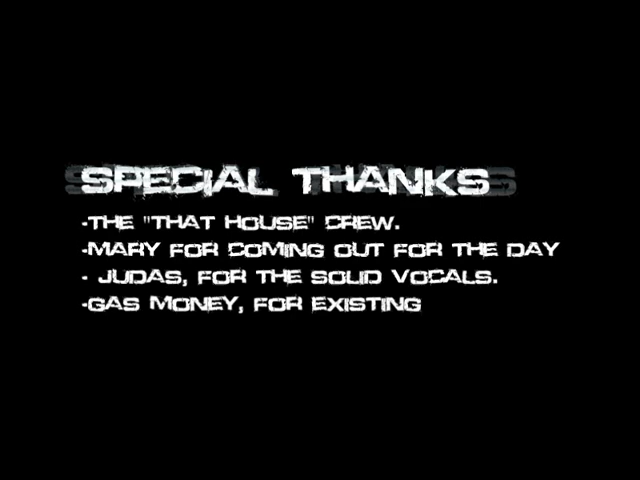 SPECIAL THANKS
-THE "THAT HOUSE" CREW.
-MARY FOR COMING OUT FOR THE DAY
- JUDAS, FOR THE SOLID VOCALS.
-GAS MONEY, FOR EXISTING